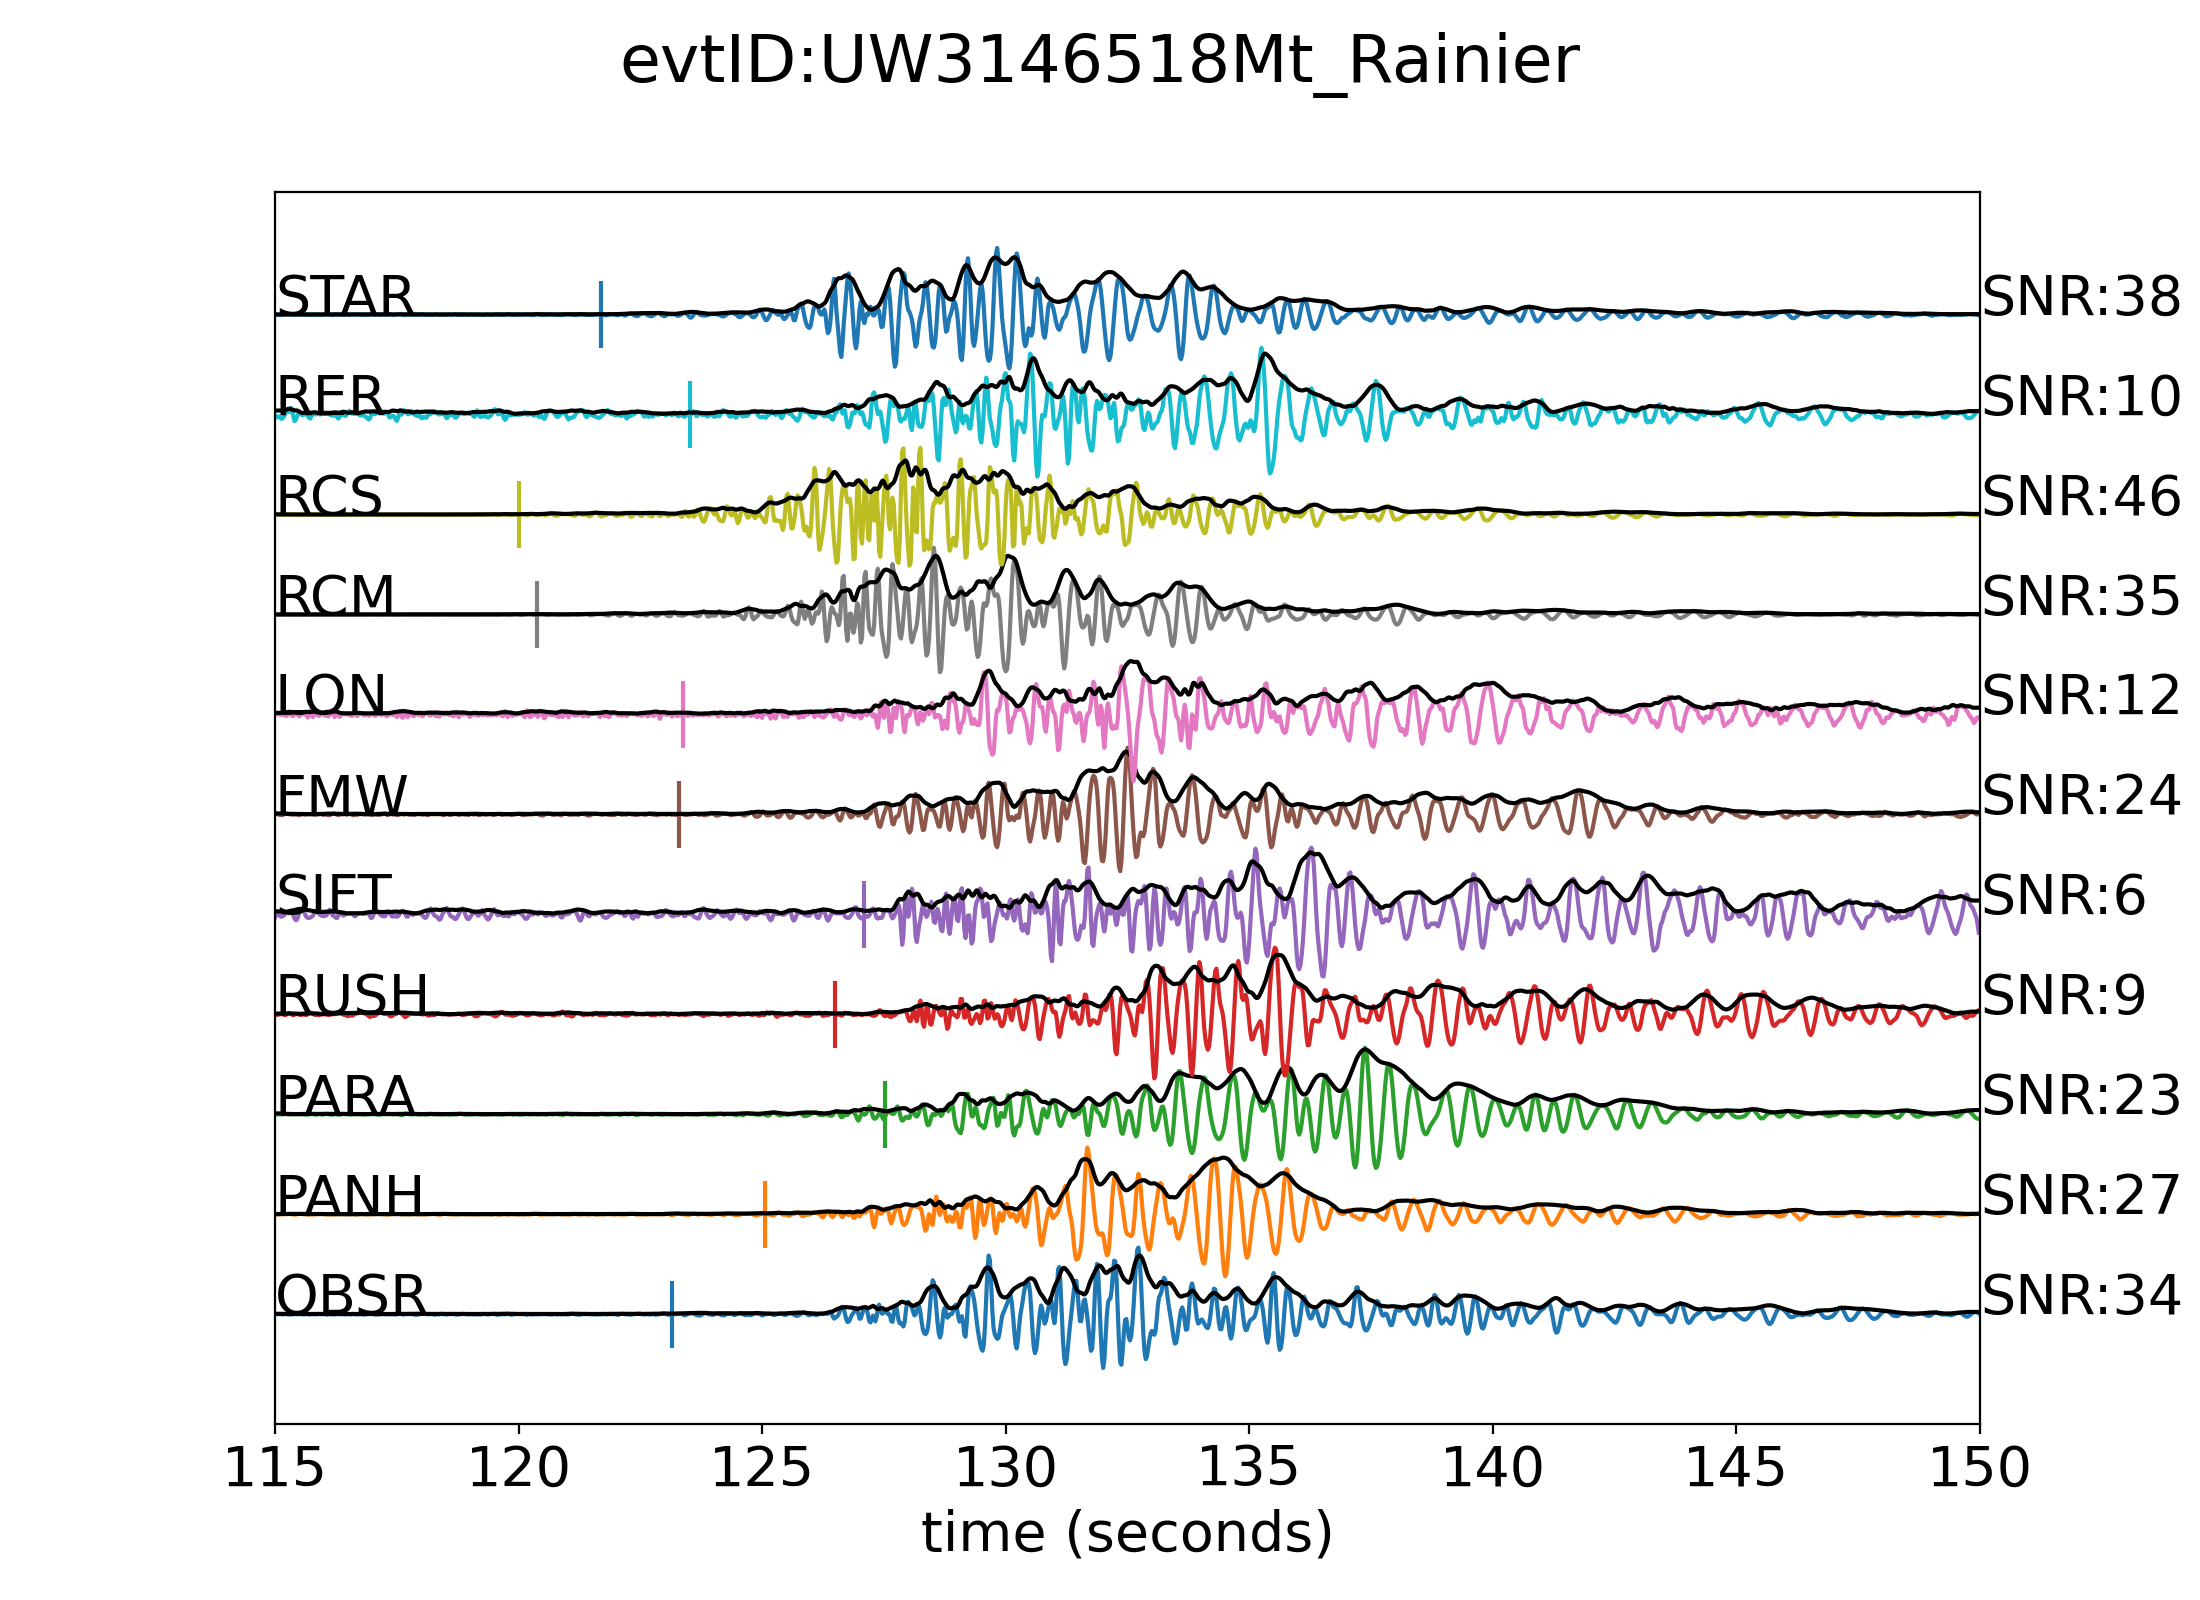 evtID:UW3146518Mt_Rainier
STAR SNR:38
RER SNR:10
RCS SNR:46
RCM SNR:35
LON SNR:12
FMW SNR:24
SIFT SNR:6
RUSH SNR:9
PARA SNR:23
PANH SNR:27
OBSR SNR:34
115 120 125 130 135 140 145 150
time (seconds)